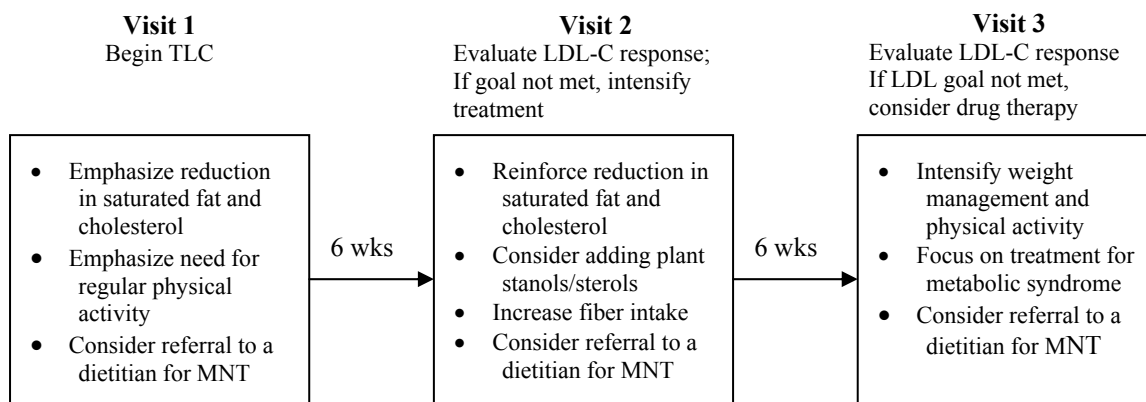 Visit 1
Begin TLC
• Emphasize reduction
in saturated fat and
cholesterol
• Emphasize need for
regular physical
activity
• Consider referral to a
dietitian for MNT
6 wks
Visit 2
Evaluate LDL-C response;
If goal not met, intensify
treatment
• Reinforce reduction in
saturated fat and
cholesterol
• Consider adding plant
stanols/sterols
• Increase fiber intake
• Consider referral to a
dietitian for MNT
6 wks
Visit 3
Evaluate LDL-C response
If LDL goal not met,
consider drug therapy
• Intensify weight
management and
physical activity
• Focus on treatment for
metabolic syndrome
• Consider referral to a
dietitian for MNT